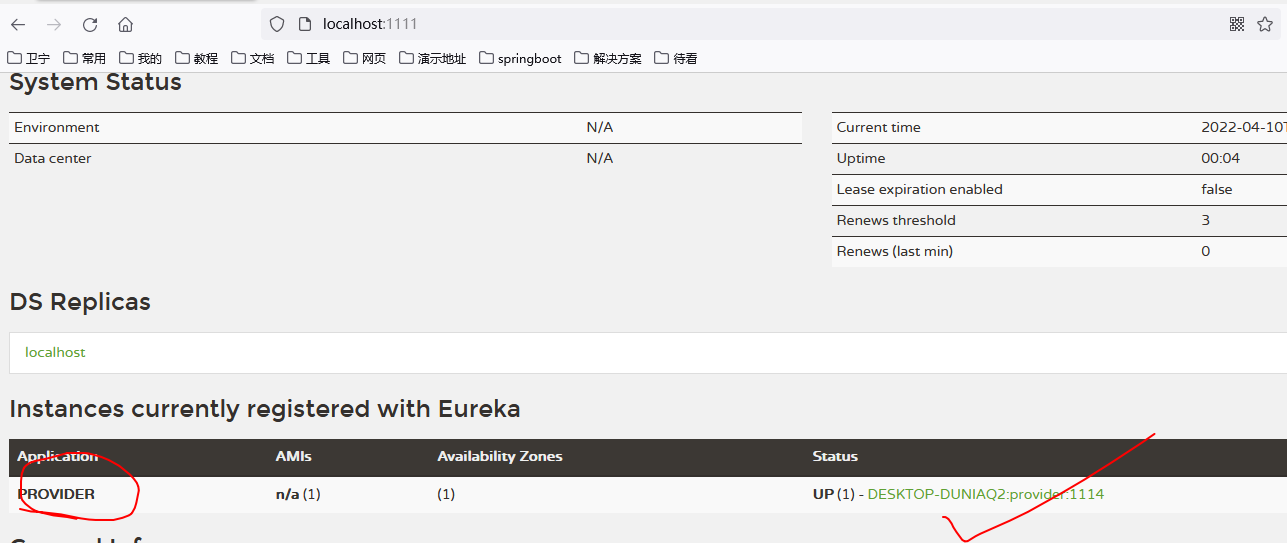 localhost:1111
卫宁 常用 我的 教程 文档 工具 网页 演示地址 springboot 解决方案 待看
System Status
Environment N/A
Data center N/A
Current time 2022-04-10T
Uptime 00:04
Lease expiration enabled false
Renews threshold 3
Renews (last min) 0
DS Replicas
localhost
Instances currently registered with Eureka
Application AMIs Availability Zones Status
PROVIDER n/a (1) (1) UP (1) - DESKTOP-DUNIAQ2:provider:1114